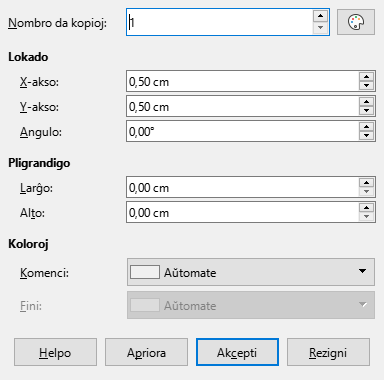 Nombro da kopioj: 1
Lokado
X-akso: 0,50 cm
Y-akso: 0,50 cm
Angulo: 0,00°
Pligrandigo
Larĝo: 0,00 cm
Alto: 0,00 cm
Koloroj
Komenci: Aŭtomate
Fini: Aŭtomate
Helpo Apriora Akcepti Rezigni